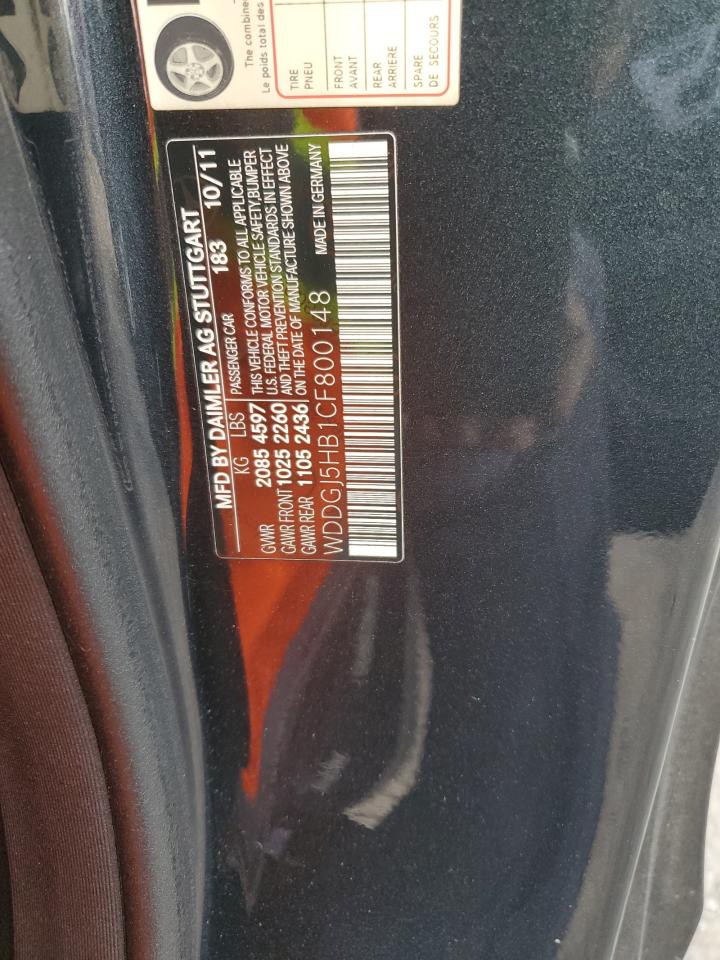 The combine
Le poids total des
TIRE
PNEU
FRONT
AVANT
REAR
ARRIERE
SPARE
DE SECOURS
MFD BY DAIMLER AG STUTTGART
KG LBS PASSENGER CAR 183 10/11
GVWR 2085 4597
GAWR FRONT 1025 2260
GAWR REAR 1105 2436
THIS VEHICLE CONFORMS TO ALL APPLICABLE
U.S. FEDERAL MOTOR VEHICLE SAFETY,BUMPER
AND THEFT PREVENTION STANDARDS IN EFFECT
ON THE DATE OF MANUFACTURE SHOWN ABOVE
WDDGJ5HB1CF800148 MADE IN GERMANY